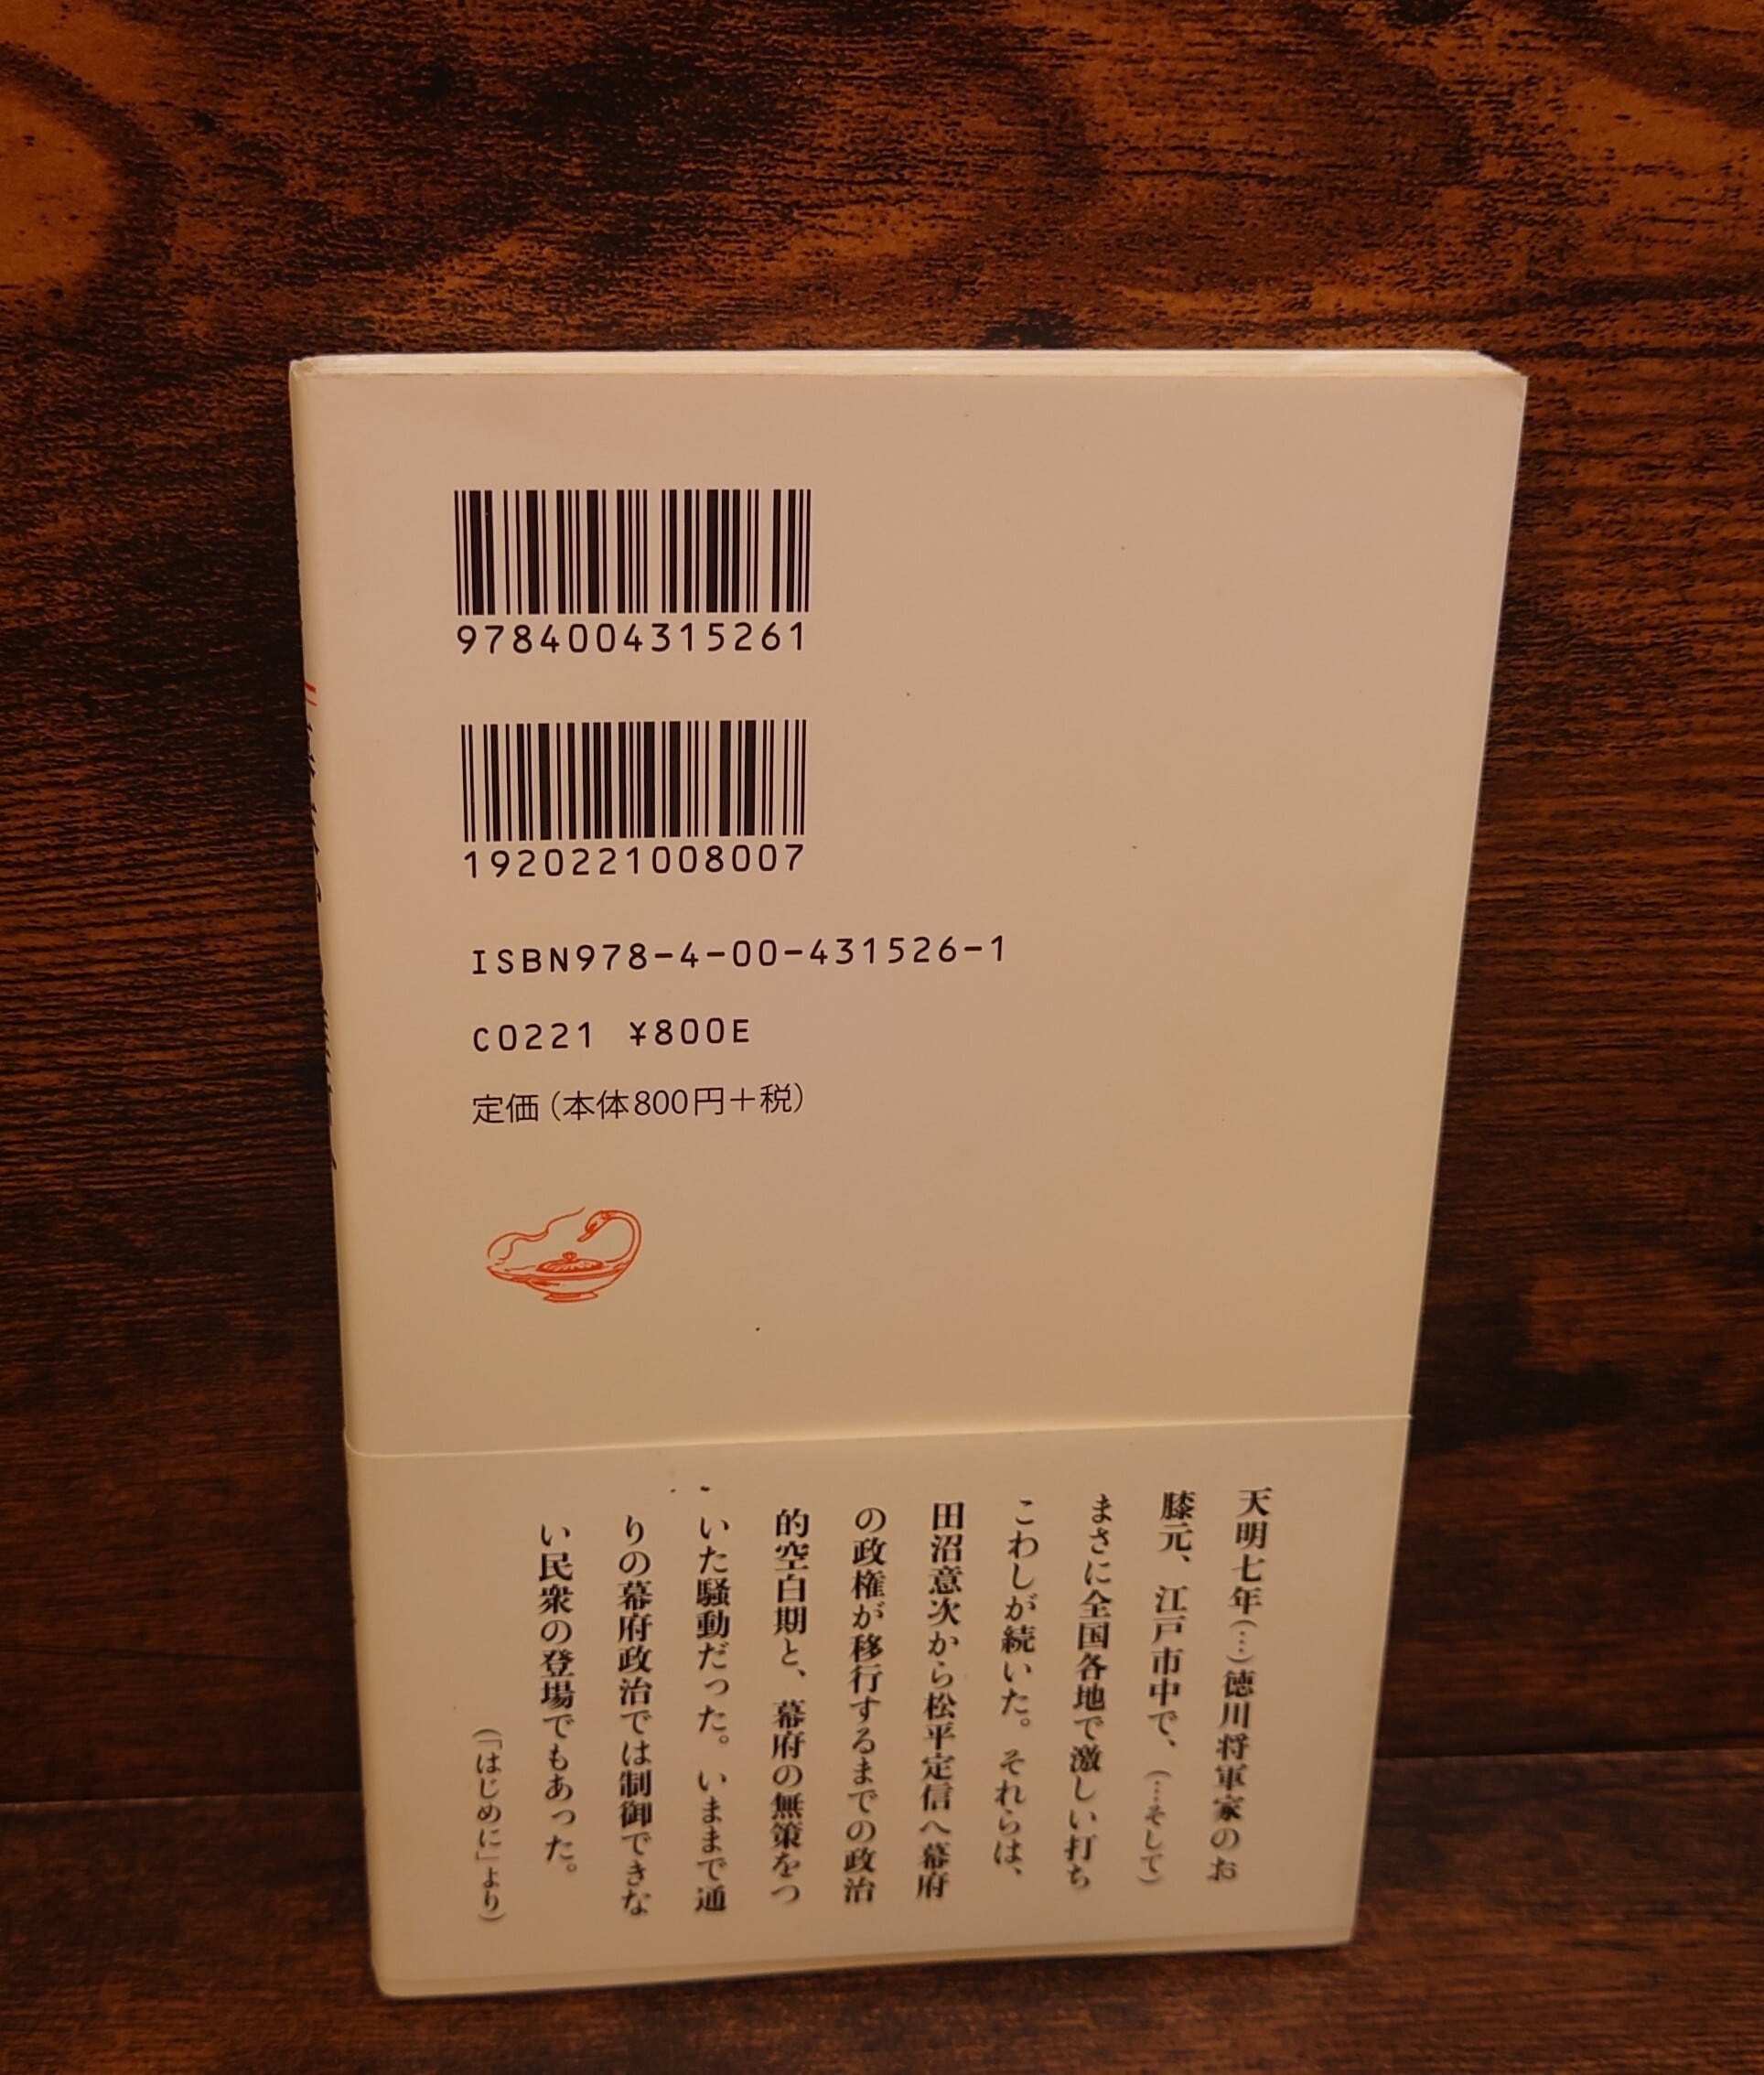 9784004315261
1920221008007
ISBN978-4-00-431526-1
C0221 ¥800E
定価（本体800円＋税）
天明七年(…)徳川将軍家のお
膝元、江戸市中で、(…そして)
まさに全国各地で激しい打ち
こわしが続いた。それらは、
田沼意次から松平定信へ幕府
の政権が移行するまでの政治
的空白期と、幕府の無策をつ
いた騒動だった。いままで通
りの幕府政治では制御できな
い民衆の登場でもあった。
(「はじめに」より)